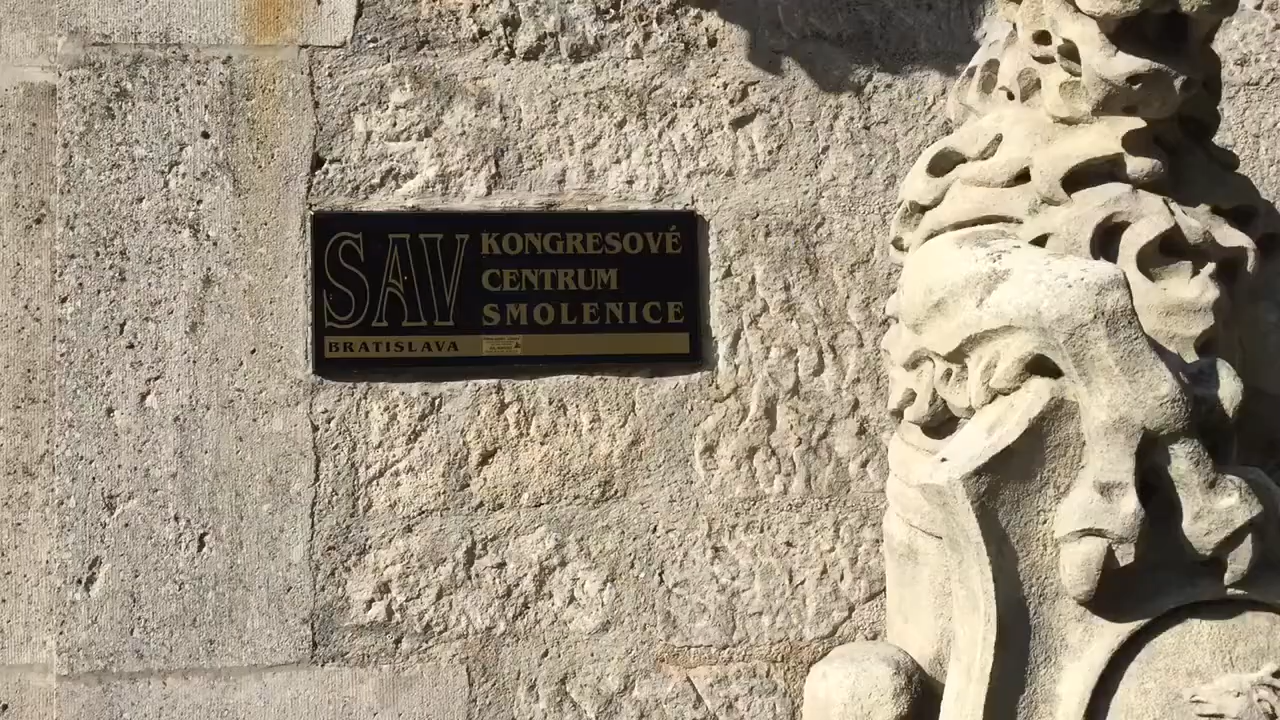 SAV
KONGRESOVÉ
CENTRUM
SMOLENICE
BRATISLAVA